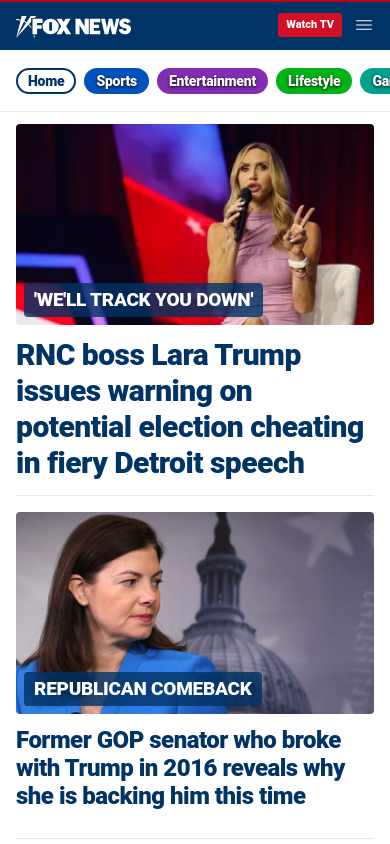 FOX NEWS
Watch TV
Home
Sports
Entertainment
Lifestyle
'WE'LL TRACK YOU DOWN'
RNC boss Lara Trump
issues warning on
potential election cheating
in fiery Detroit speech
REPUBLICAN COMEBACK
Former GOP senator who broke
with Trump in 2016 reveals why
she is backing him this time